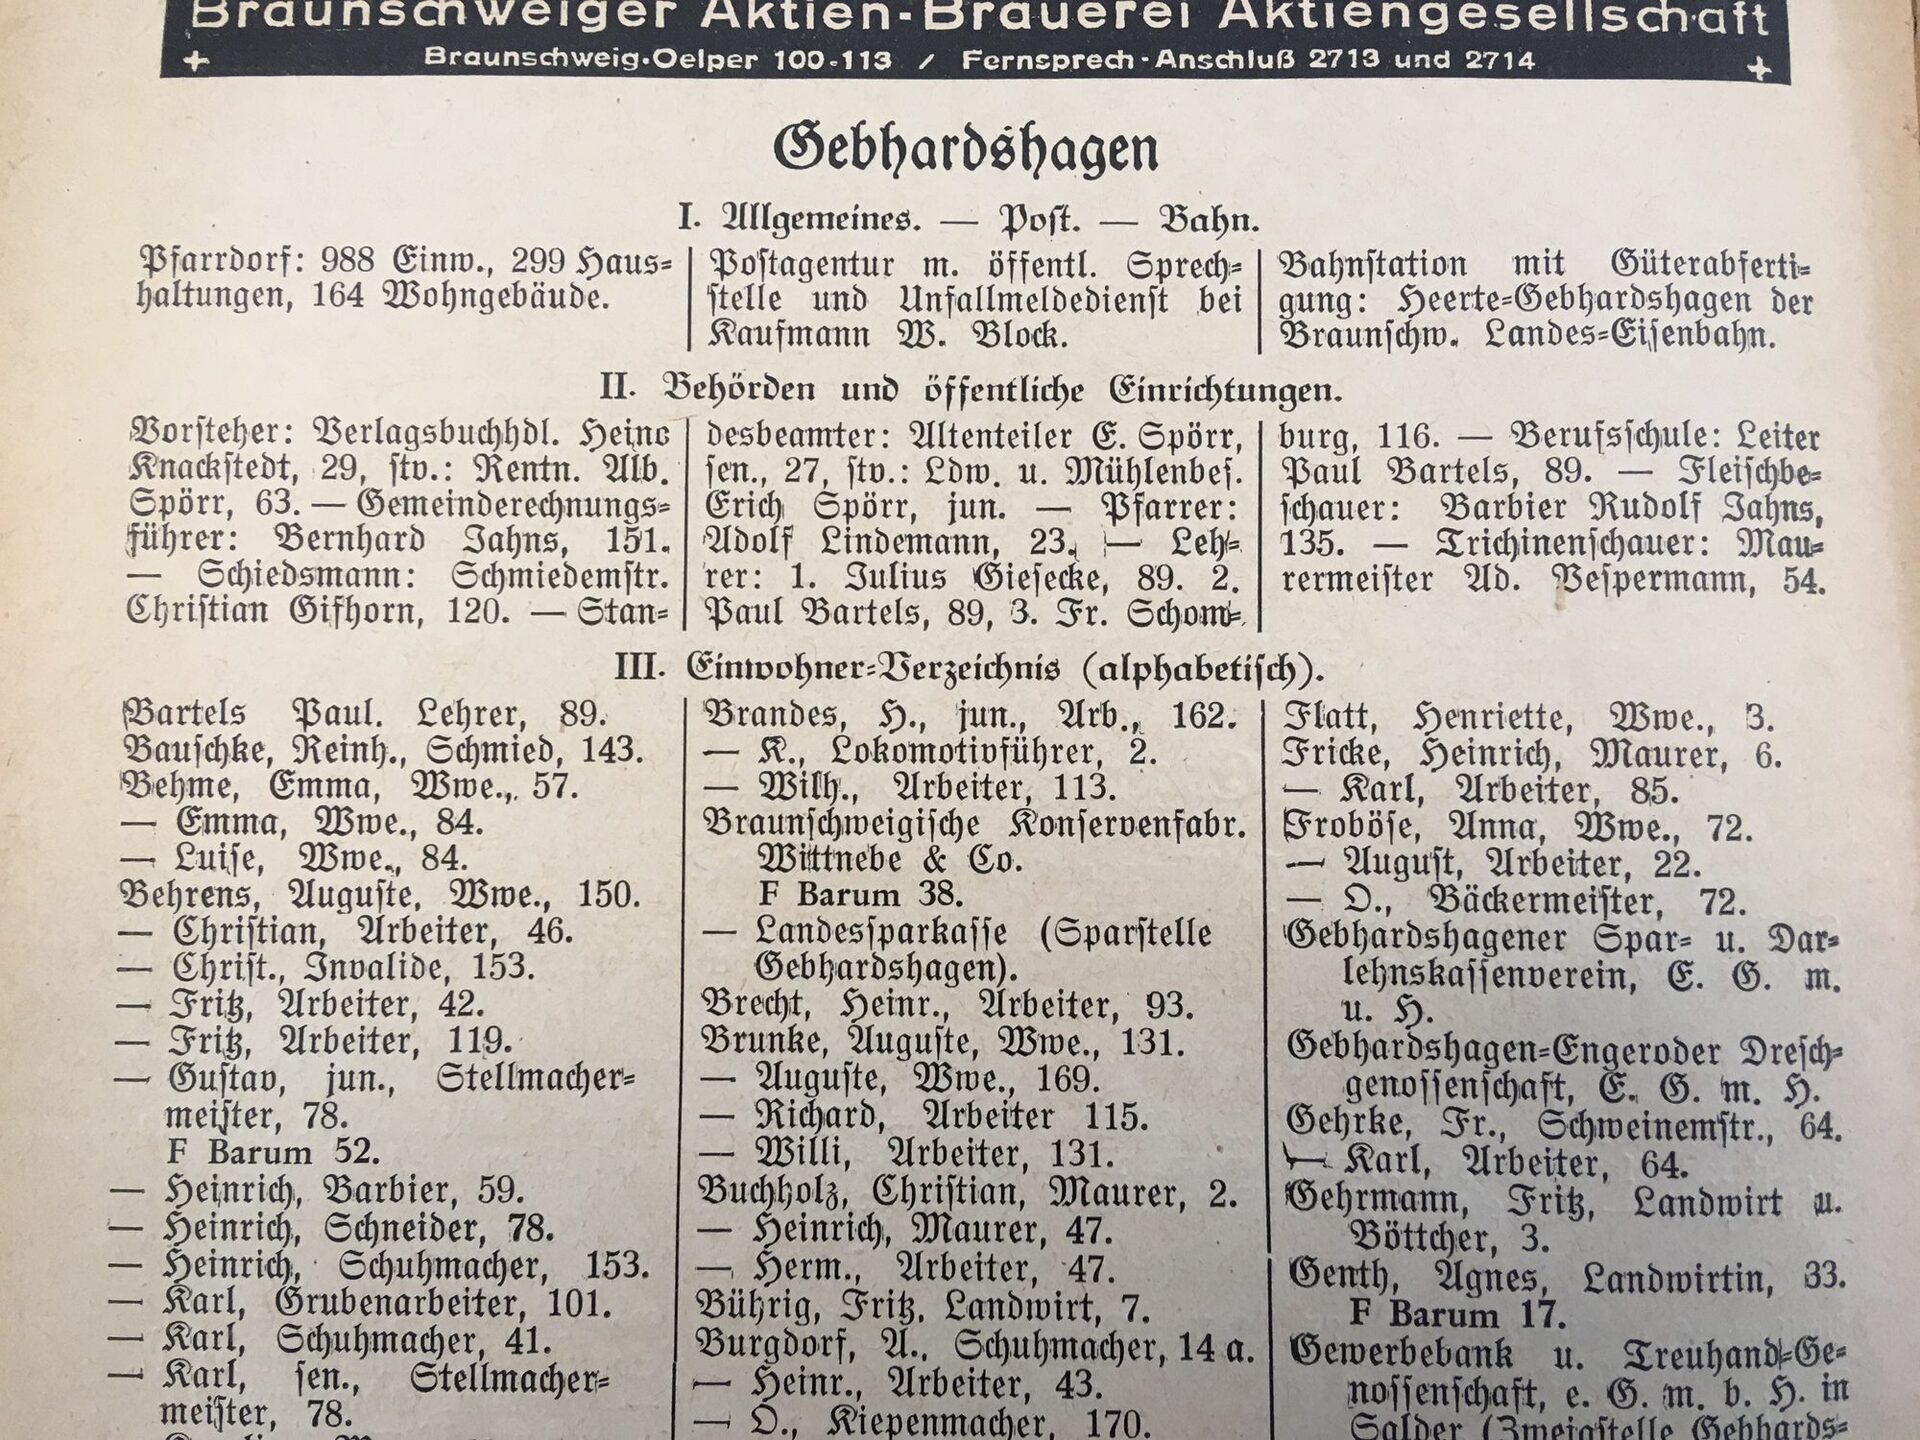 Braunschweiger Aktien-Brauerei Aktiengesellschaft
Braunschweig-Oelper 100-113 / Fernsprech-Anschluß 2713 und 2714
Gebhardshagen
I. Allgemeines. — Post. — Bahn.
Pfarrdorf: 988 Einw., 299 Haus-
haltungen, 164 Wohngebäude.
Postagentur m. öffentl. Sprech-
stelle und Unfallmeldedienst bei
Kaufmann W. Block.
Bahnstation mit Güterabferti-
gung: Heerte-Gebhardshagen der
Braunschw. Landes-Eisenbahn.
II. Behörden und öffentliche Einrichtungen.
Vorsteher: Verlagsbuchhdl. Heino
Knackstedt, 29, stv.: Rentn. Alb.
Spörr, 63. — Gemeinderechnungs-
führer: Bernhard Jahns, 151.
— Schiedsmann: Schmiedemstr.
Christian Gifhorn, 120. — Stan-
desbeamter: Altenteiler E. Spörr,
sen., 27, stv.: Ldw. u. Mühlenbes.
Erich Spörr, jun. — Pfarrer:
Adolf Lindemann, 23. — Leh-
rer: 1. Julius Giesecke, 89. 2.
Paul Bartels, 89, 3. Fr. Schom-
burg, 116. — Berufsschule: Leiter
Paul Bartels, 89. — Fleischbe-
schauer: Barbier Rudolf Jahns,
135. — Trichinenschauer: Mau-
rermeister Ad. Vespermann, 54.
III. Einwohner-Verzeichnis (alphabetisch).
Bartels Paul. Lehrer, 89.
Bauschke, Reinh., Schmied, 143.
Behme, Emma, Wwe., 57.
— Emma, Wwe., 84.
— Luise, Wwe., 84.
Behrens, Auguste, Wwe., 150.
— Christian, Arbeiter, 46.
— Christ., Invalide, 153.
— Fritz, Arbeiter, 42.
— Fritz, Arbeiter, 119.
— Gustav, jun., Stellmacher-
meister, 78.
F Barum 52.
— Heinrich, Barbier, 59.
— Heinrich, Schneider, 78.
— Heinrich, Schuhmacher, 153.
— Karl, Grubenarbeiter, 101.
— Karl, Schuhmacher, 41.
— Karl, sen., Stellmacher-
meister, 78.
Brandes, H., jun., Arb., 162.
— K., Lokomotivführer, 2.
— Wilh., Arbeiter, 113.
Braunschweigische Konservenfabr.
Wittnebe & Co.
F Barum 38.
— Landessparkasse (Sparstelle
Gebhardshagen).
Brecht, Heinr., Arbeiter, 93.
Brunke, Auguste, Wwe., 131.
— Auguste, Wwe., 169.
— Richard, Arbeiter 115.
— Willi, Arbeiter, 131.
Buchholz, Christian, Maurer, 2.
— Heinrich, Maurer, 47.
— Herm., Arbeiter, 47.
Bührig, Fritz, Landwirt, 7.
Burgdorf, A., Schuhmacher, 14 a.
— Heinr., Arbeiter, 43.
— O., Kiepenmacher, 170.
Flatt, Henriette, Wwe., 3.
Fricke, Heinrich, Maurer, 6.
— Karl, Arbeiter, 85.
Froböse, Anna, Wwe., 72.
— August, Arbeiter, 22.
— O., Bäckermeister, 72.
Gebhardshagener Spar- u. Dar-
lehnskassenverein, E. G. m.
u. H.
Gebhardshagen-Engeroder Dresch-
genossenschaft, E. G. m. H.
Gehrke, Fr., Schweinemstr., 64.
— Karl, Arbeiter, 64.
Gehrmann, Fritz, Landwirt u.
Böttcher, 3.
Genth, Agnes, Landwirtin, 33.
F Barum 17.
Gewerbebank u. Treuhand-Ge-
nossenschaft, e. G. m. b. H. in
Salder (Zweigstelle Gebhards-